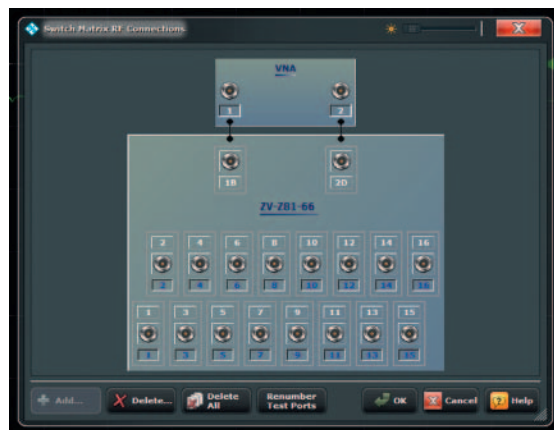 Switch Matrix RF Connections
X
VNA
1 2
1B 2D
ZV-Z81-66
2 4 6 8 10 12 14 16
2 4 6 8 10 12 14 16
1 3 5 7 9 11 13 15
1 3 5 7 9 11 13 15
Add... Delete... Delete All Renumber Test Ports OK Cancel Help